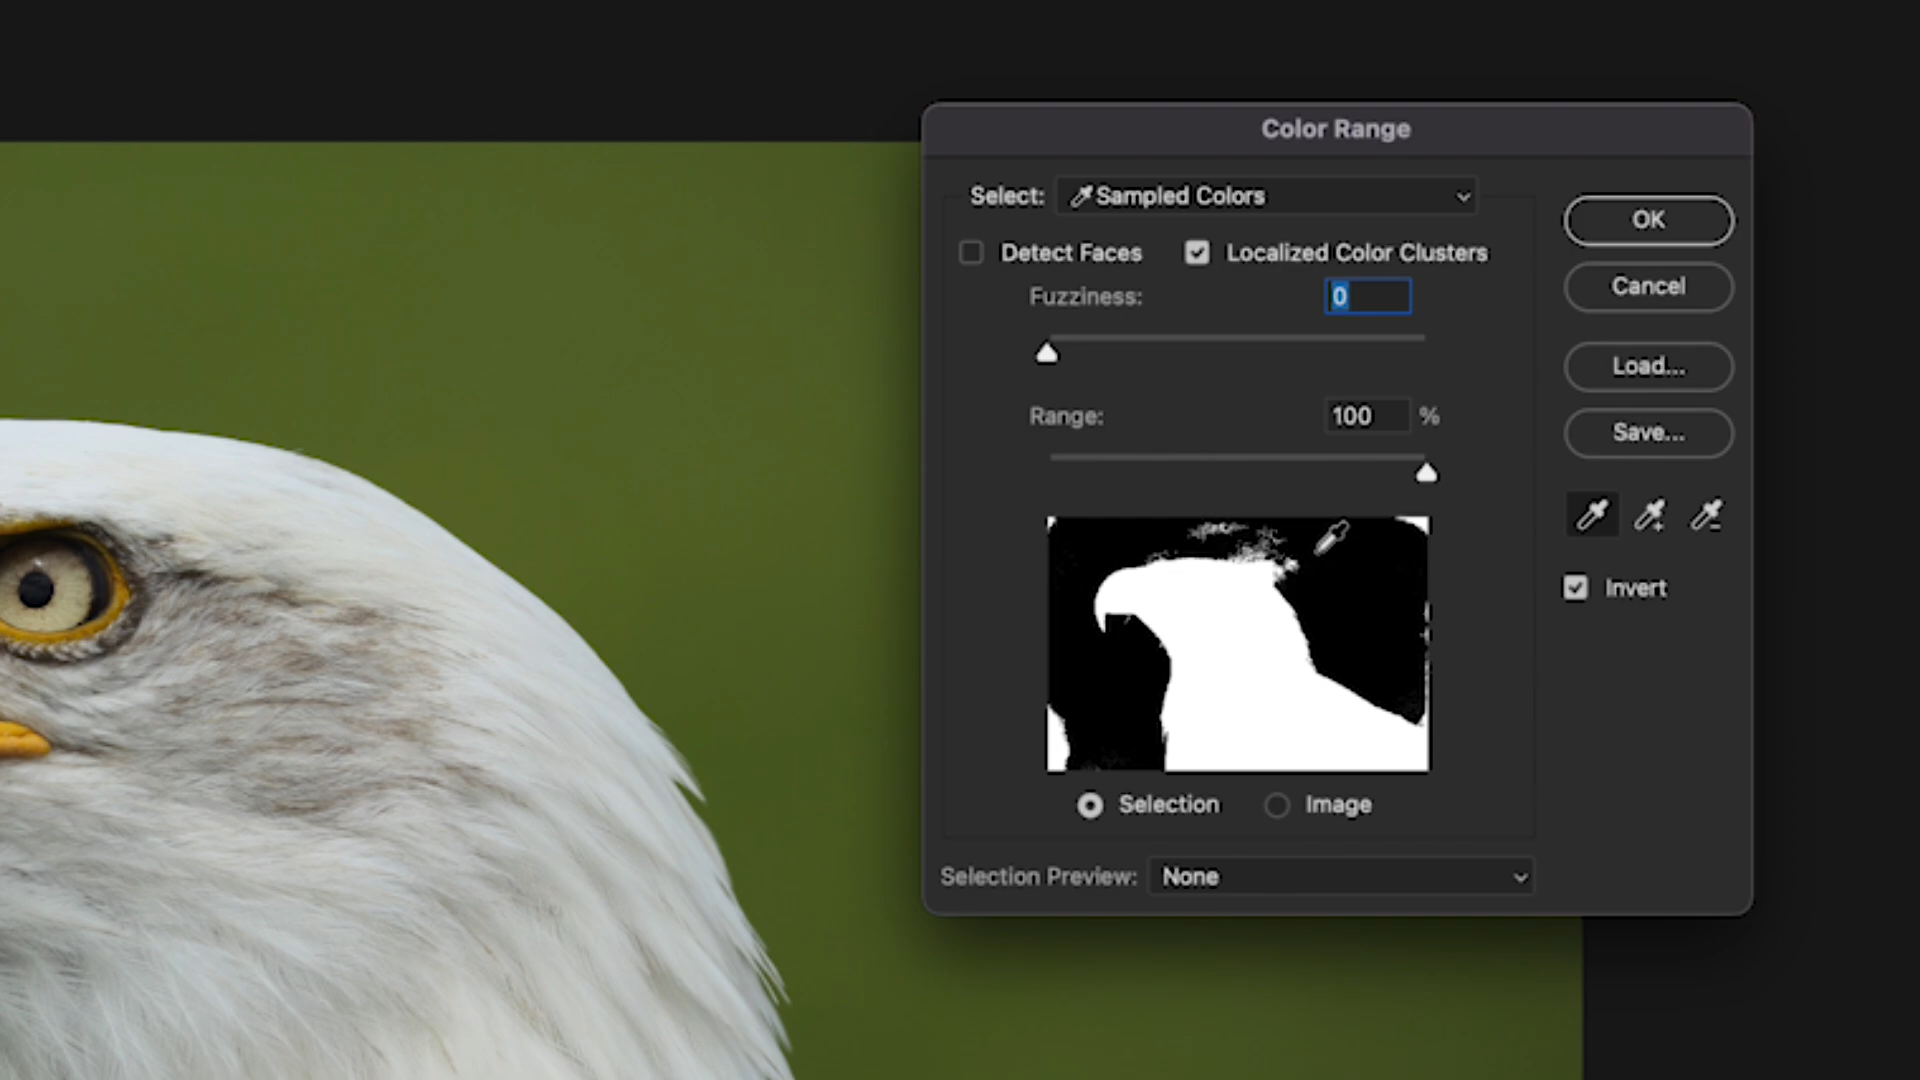 Color Range
Select: Sampled Colors
OK
Detect Faces Localized Color Clusters
Cancel
Fuzziness: 0
Load...
Range: 100 %
Save...
Invert
Selection Image
Selection Preview: None